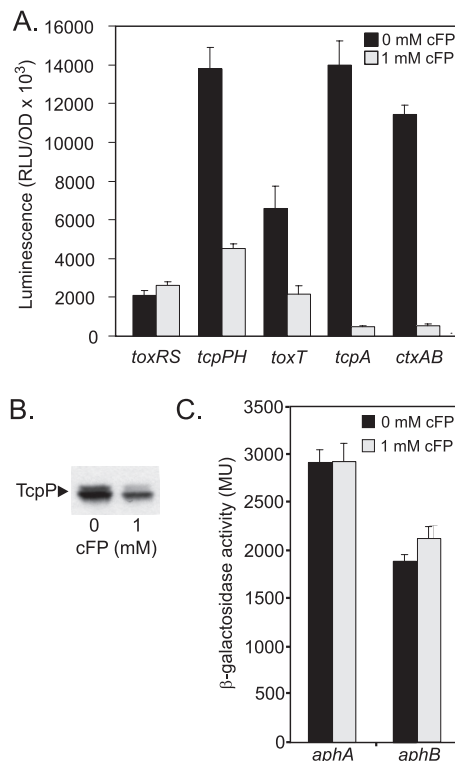 A.
Luminescence (RLU/OD x 10³)
16000
14000
12000
10000
8000
6000
4000
2000
0
0 mM cFP
1 mM cFP
toxRS tcpPH toxT tcpA ctxAB
B.
TcpP
0 1
cFP (mM)
C.
β-galactosidase activity (MU)
3500
3000
2500
2000
1500
1000
500
0
0 mM cFP
1 mM cFP
aphA aphB